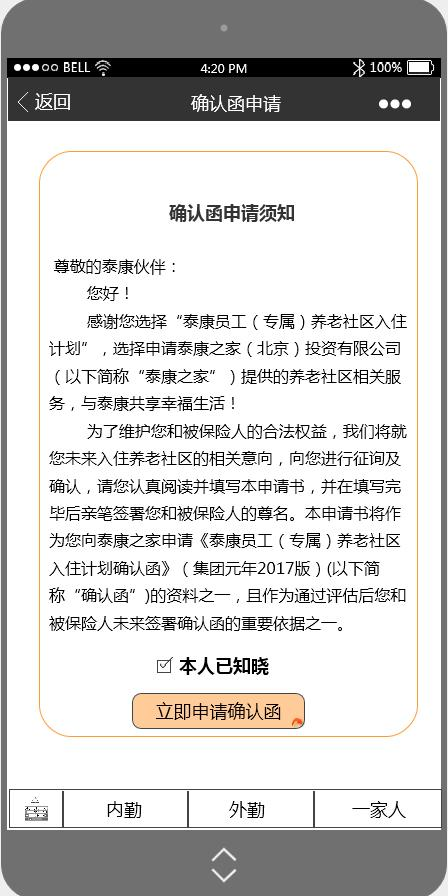 BELL 4:20 PM 100%
返回 确认函申请
确认函申请须知
尊敬的泰康伙伴：
您好！
感谢您选择“泰康员工（专属）养老社区入住
计划”，选择申请泰康之家（北京）投资有限公司
（以下简称“泰康之家”）提供的养老社区相关服
务，与泰康共享幸福生活！
为了维护您和被保险人的合法权益，我们将就
您未来入住养老社区的相关意向，向您进行征询及
确认，请您认真阅读并填写本申请书，并在填写完
毕后亲笔签署您和被保险人的尊名。本申请书将作
为您向泰康之家申请《泰康员工（专属）养老社区
入住计划确认函》（集团元年2017版）(以下简
称“确认函”)的资料之一，且作为通过评估后您和
被保险人未来签署确认函的重要依据之一。
本人已知晓
立即申请确认函
内勤 外勤 一家人